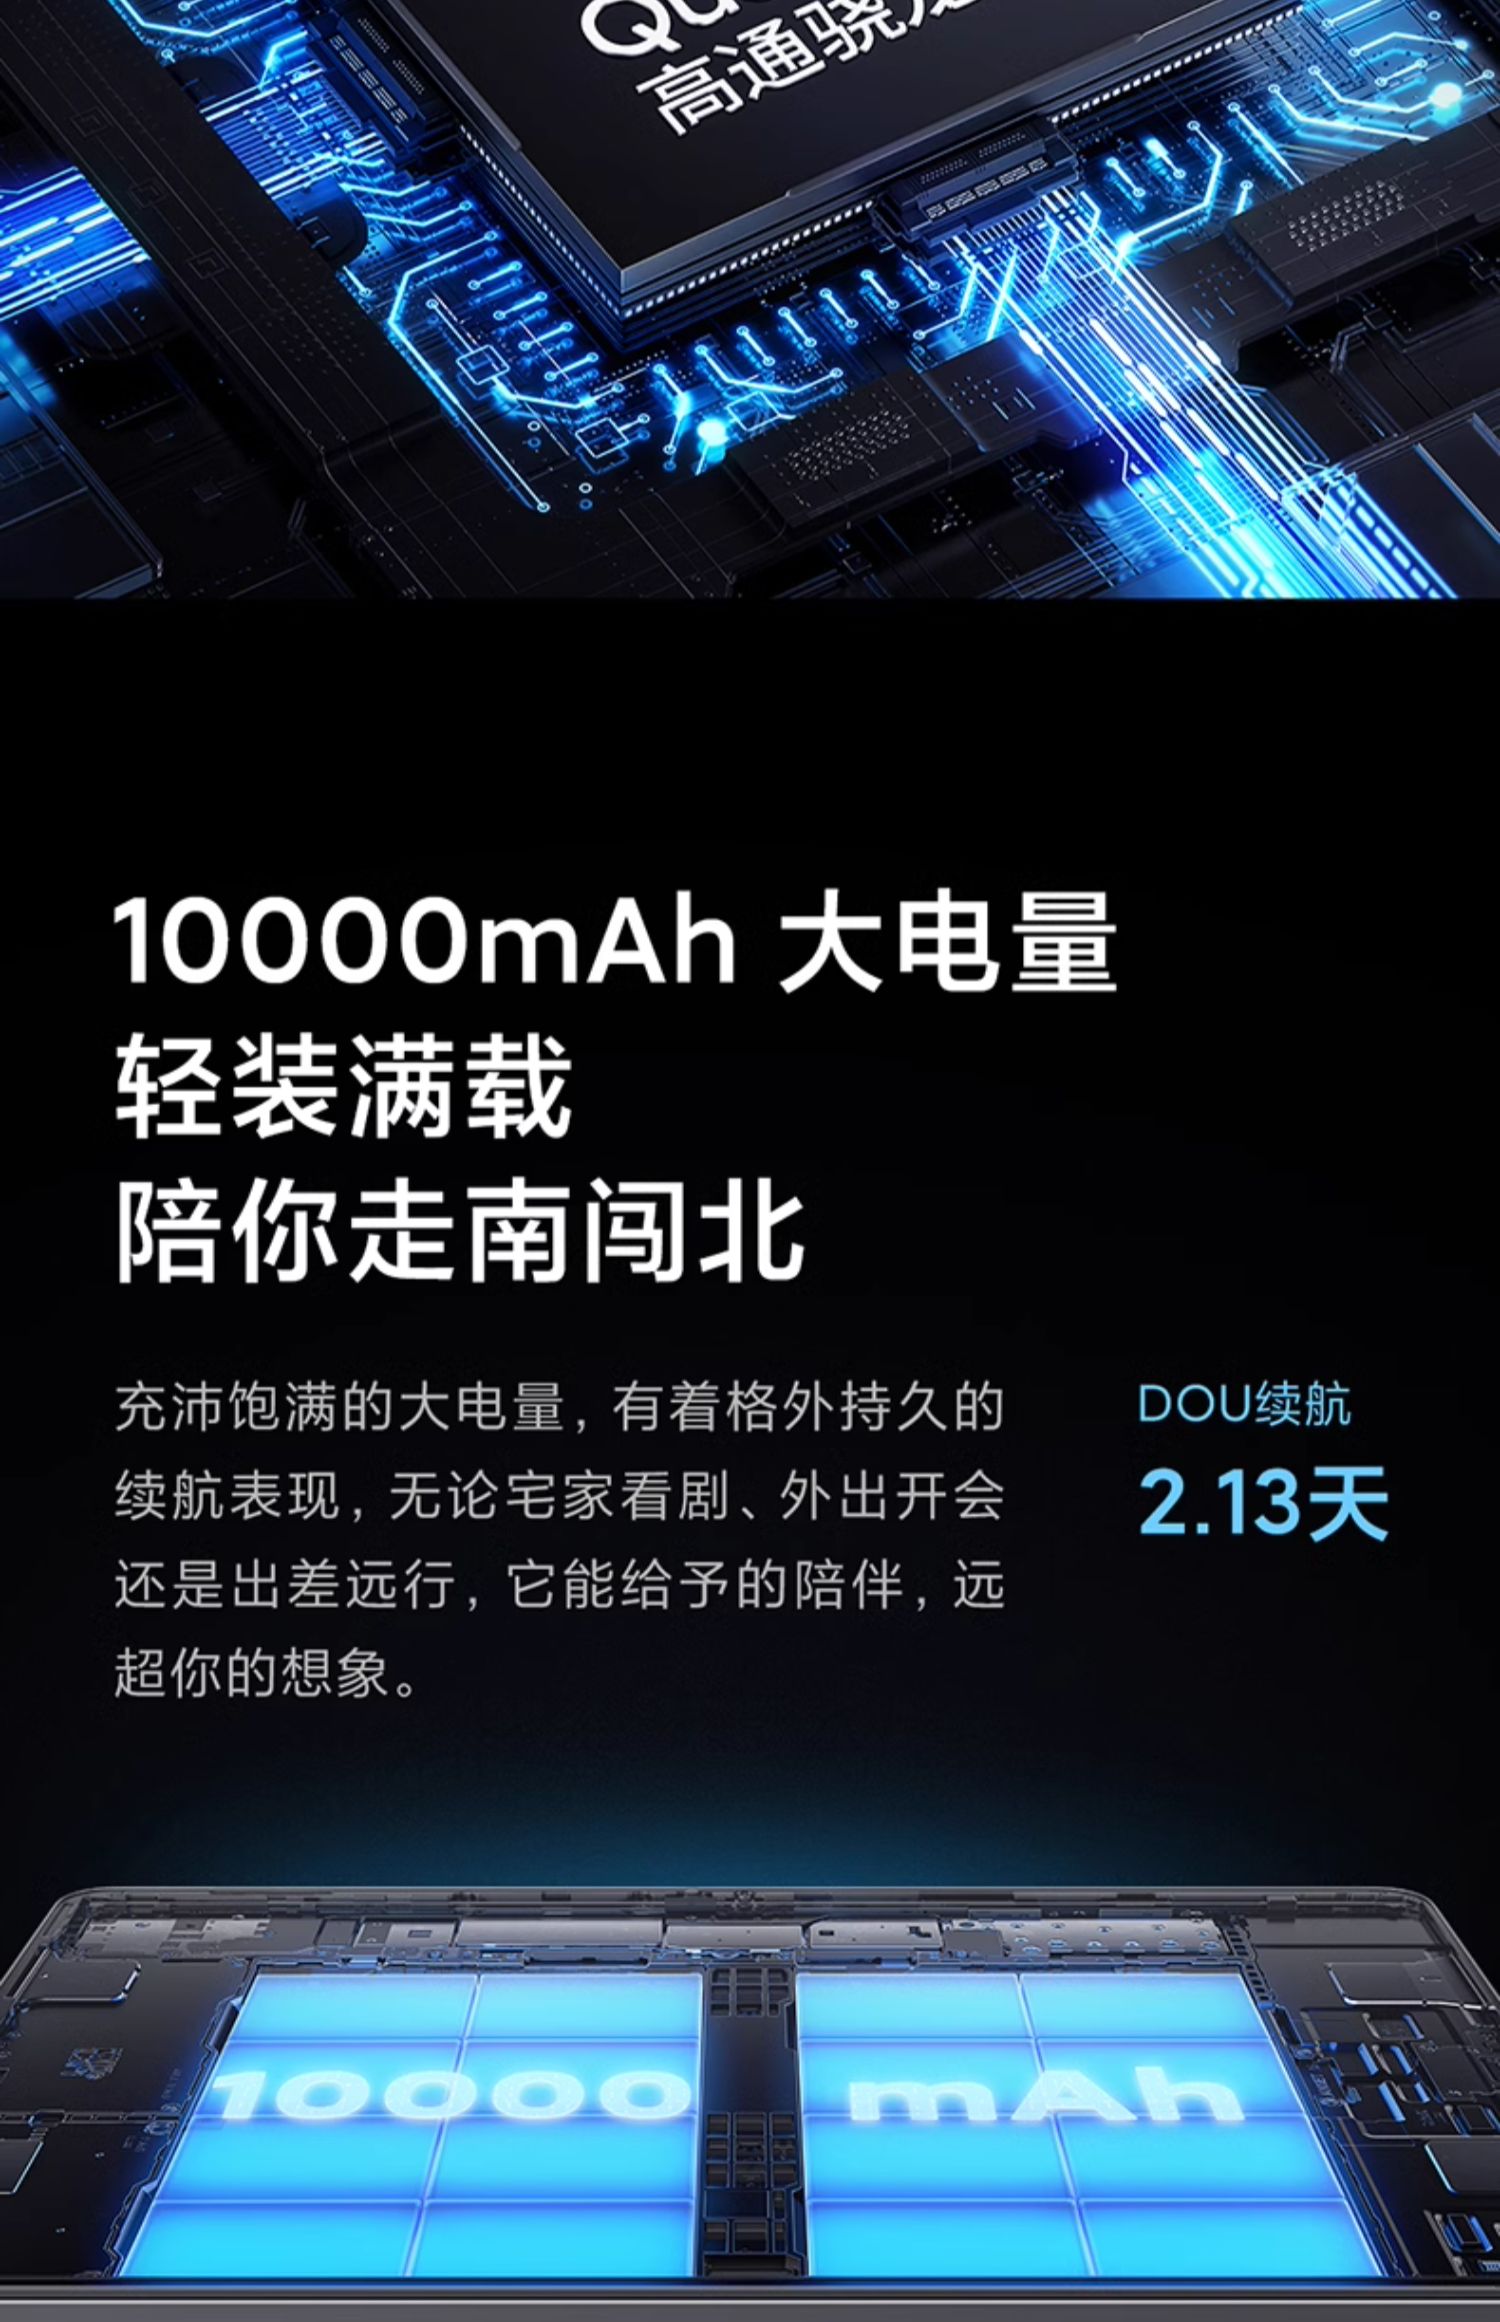 高通骁
10000mAh 大电量
轻装满载
陪你走南闯北
充沛饱满的大电量，有着格外持久的
续航表现，无论宅家看剧、外出开会
还是出差远行，它能给予的陪伴，远
超你的想象。
DOU续航
2.13天
10000 mAh